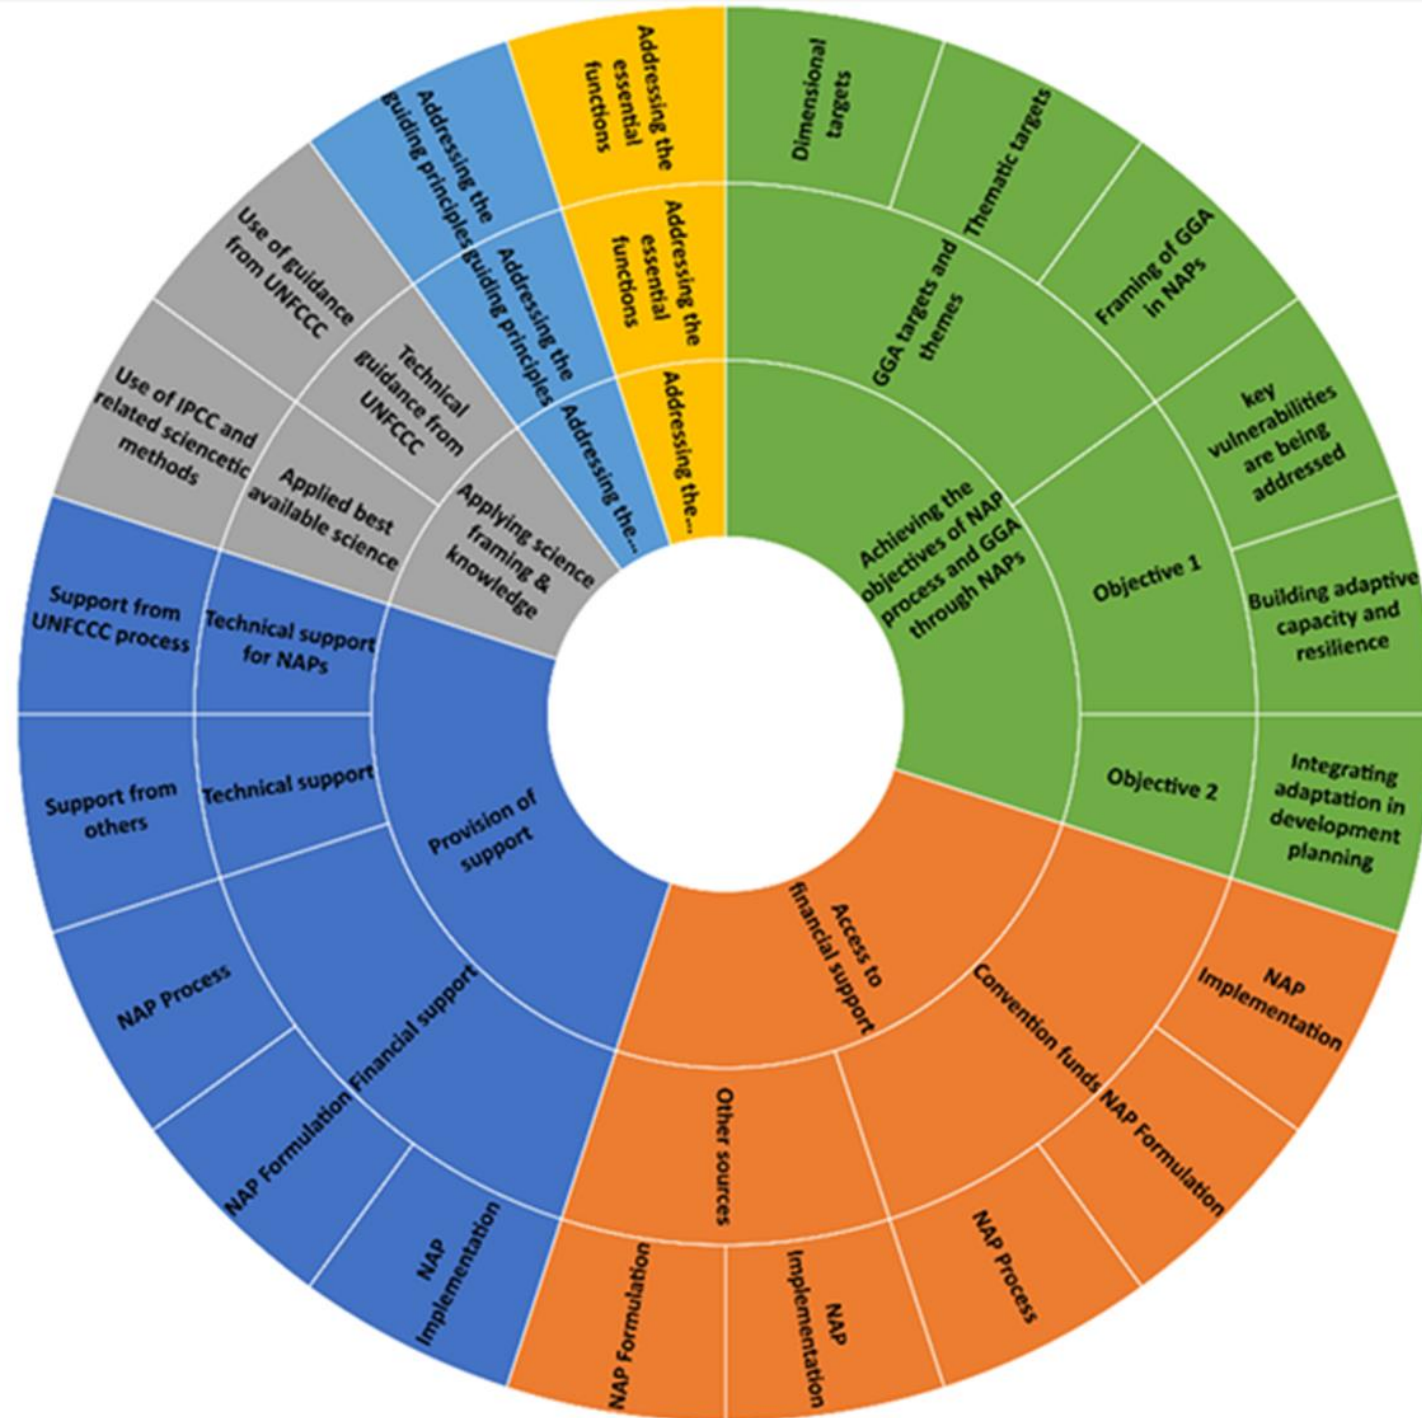 Dimensional
targets
Thematic targets
Framing of GGA
in NAPs
key
vulnerabilities
are being
addressed
Building adaptive
capacity and
resilience
Integrating
adaptation in
development
planning
GGA targets and
themes
Objective 1
Objective 2
Achieving the
objectives of NAP
process and GGA
through NAPs
NAP
Implementation
NAP Formulation
NAP Process
NAP
Implementation
NAP Formulation
Convention funds
Other sources
Access to
financial support
NAP
Implementation
NAP Formulation
NAP Process
Support from
others
Support from
UNFCCC process
Financial support
Technical support
Technical support
for NAPs
Provision of
support
Use of IPCC and
related sciencetic
methods
Use of guidance
from UNFCCC
Applied best
available science
Technical
guidance from
UNFCCC
Applying science
framing &
knowledge
Addressing the
guiding principles
Addressing the
guiding principles
Addressing the...
Addressing the
essential
functions
Addressing the
essential
functions
Addressing the...